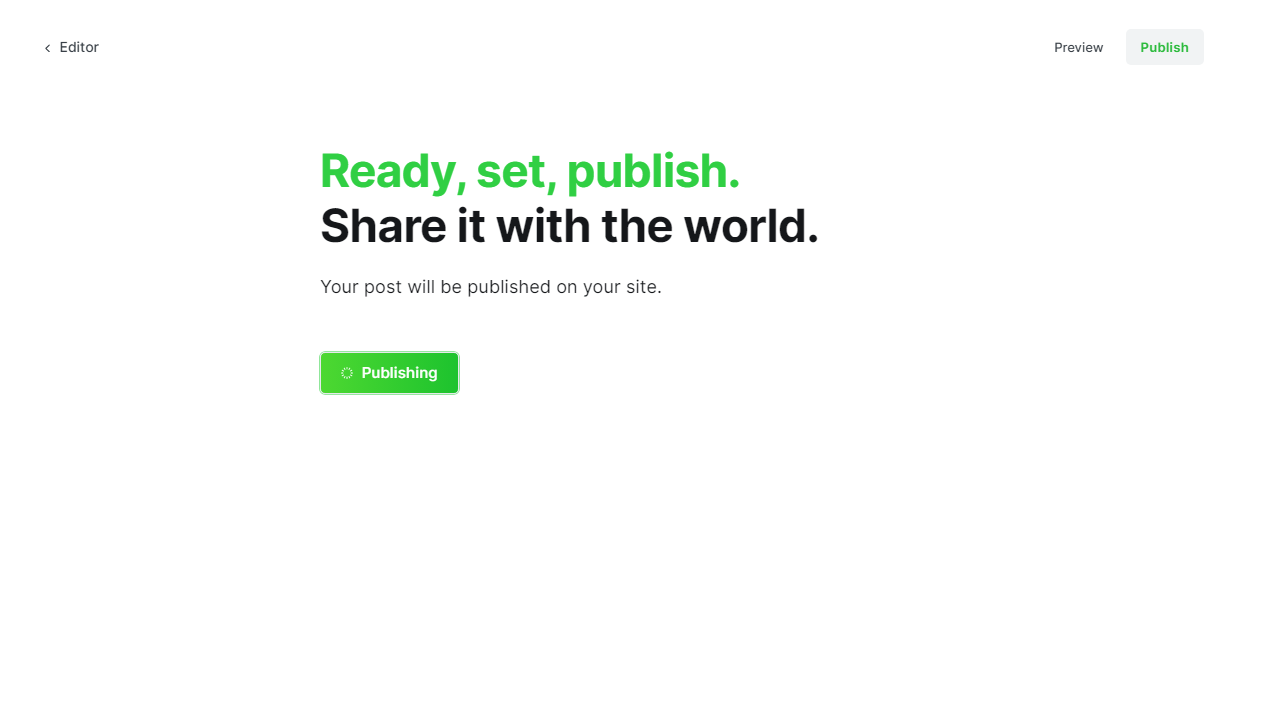 Editor
Preview
Publish
Ready, set, publish.
Share it with the world.
Your post will be published on your site.
Publishing